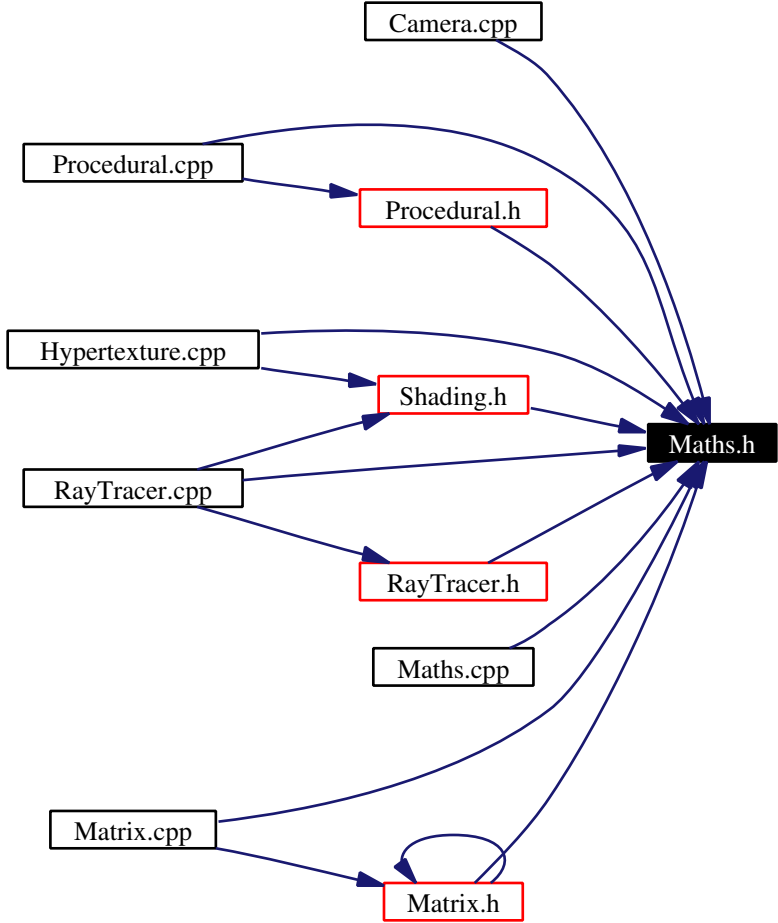 Camera.cpp
Procedural.cpp
Procedural.h
Hypertexture.cpp
Shading.h
Maths.h
RayTracer.cpp
RayTracer.h
Maths.cpp
Matrix.cpp
Matrix.h